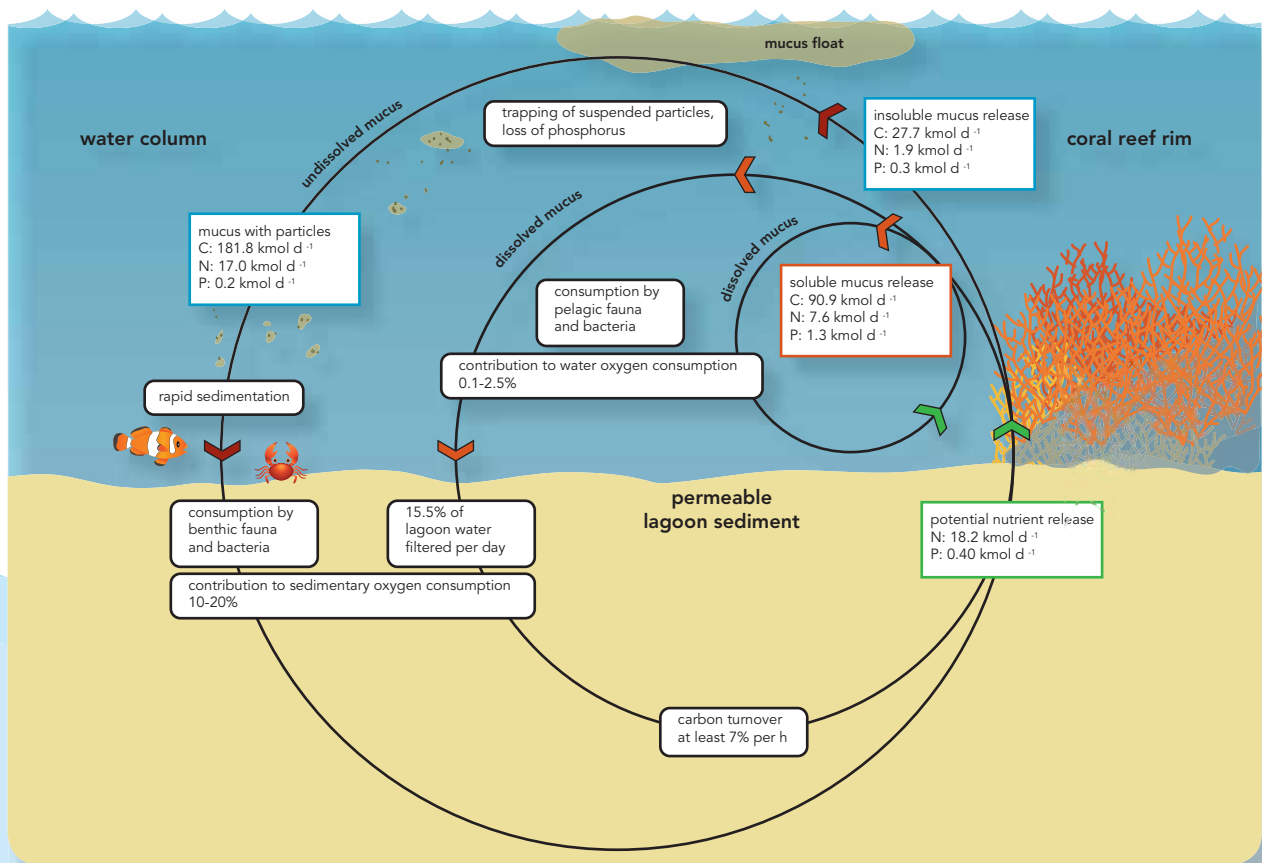 mucus float
insoluble mucus release
C: 27.7 kmol d -1
N: 1.9 kmol d -1
P: 0.3 kmol d -1
trapping of suspended particles,
loss of phosphorus
water column
coral reef rim
undissolved mucus
dissolved mucus
dissolved mucus
mucus with particles
C: 181.8 kmol d -1
N: 17.0 kmol d -1
P: 0.2 kmol d -1
soluble mucus release
C: 90.9 kmol d -1
N: 7.6 kmol d -1
P: 1.3 kmol d -1
consumption by
pelagic fauna
and bacteria
contribution to water oxygen consumption
0.1-2.5%
rapid sedimentation
permeable
lagoon sediment
consumption by
benthic fauna
and bacteria
15.5% of
lagoon water
filtered per day
potential nutrient release
N: 18.2 kmol d -1
P: 0.40 kmol d -1
contribution to sedimentary oxygen consumption
10-20%
carbon turnover
at least 7% per h